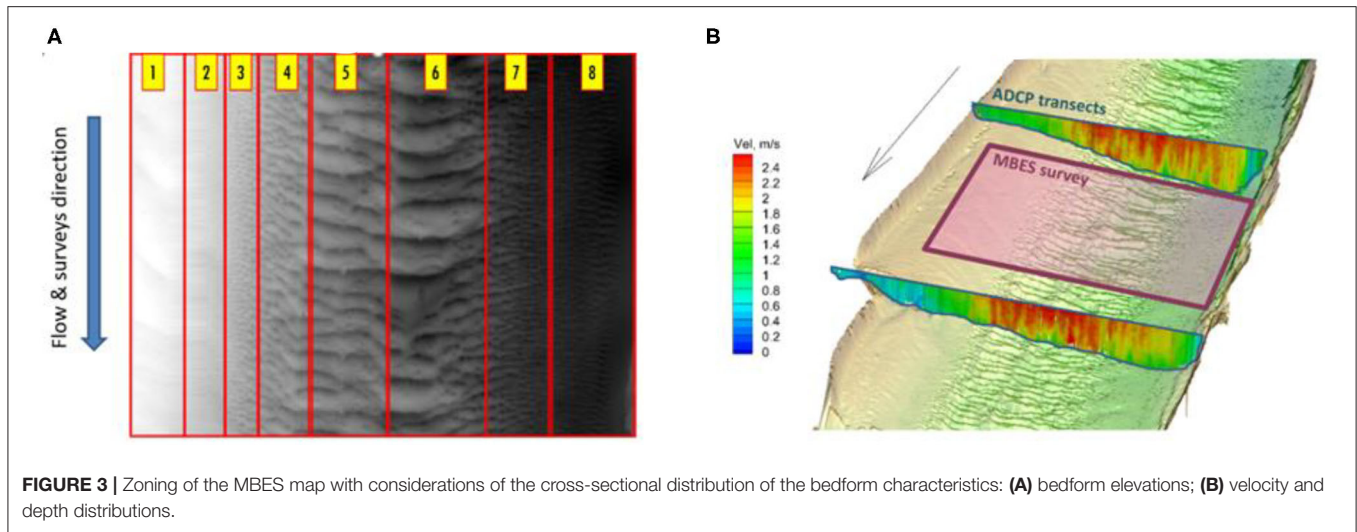 A
1 2 3 4 5 6 7 8
Flow & surveys direction
B
ADCP transects
MBES survey
Vel, m/s
2.4
2.2
2
1.8
1.6
1.4
1.2
1
0.8
0.6
0.4
0.2
0
FIGURE 3 | Zoning of the MBES map with considerations of the cross-sectional distribution of the bedform characteristics: (A) bedform elevations; (B) velocity and
depth distributions.